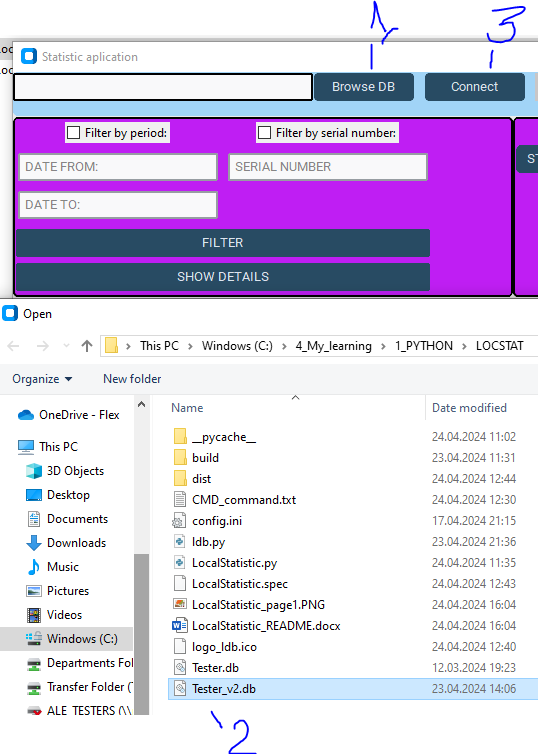 1, 3
Loc
Statistic aplication
Loc
Browse DB Connect
Filter by period: Filter by serial number:
DATE FROM: SERIAL NUMBER
ST
DATE TO:
FILTER
SHOW DETAILS
Open
This PC > Windows (C:) > 4_My_learning > 1_PYTHON > LOCSTAT
Organize New folder
Name Date modified
OneDrive - Flex
This PC
3D Objects
Desktop
Documents
Downloads
Music
Pictures
Videos
Windows (C:)
Departments Fol
Transfer Folder (
ALE_TESTERS (\\
__pycache__ 24.04.2024 11:02
build 23.04.2024 11:31
dist 24.04.2024 12:44
CMD_command.txt 24.04.2024 12:30
config.ini 17.04.2024 21:15
ldb.py 23.04.2024 21:36
LocalStatistic.py 24.04.2024 11:35
LocalStatistic.spec 24.04.2024 12:43
LocalStatistic_page1.PNG 24.04.2024 16:04
LocalStatistic_README.docx 24.04.2024 16:04
logo_ldb.ico 24.04.2024 12:40
Tester.db 12.03.2024 19:23
Tester_v2.db 23.04.2024 14:06
2